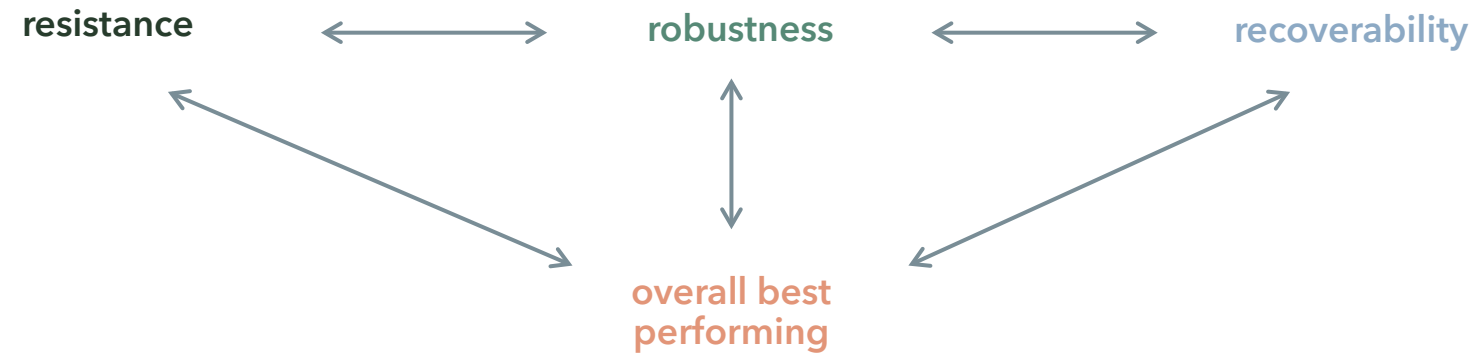 resistance
robustness
recoverability
overall best
performing